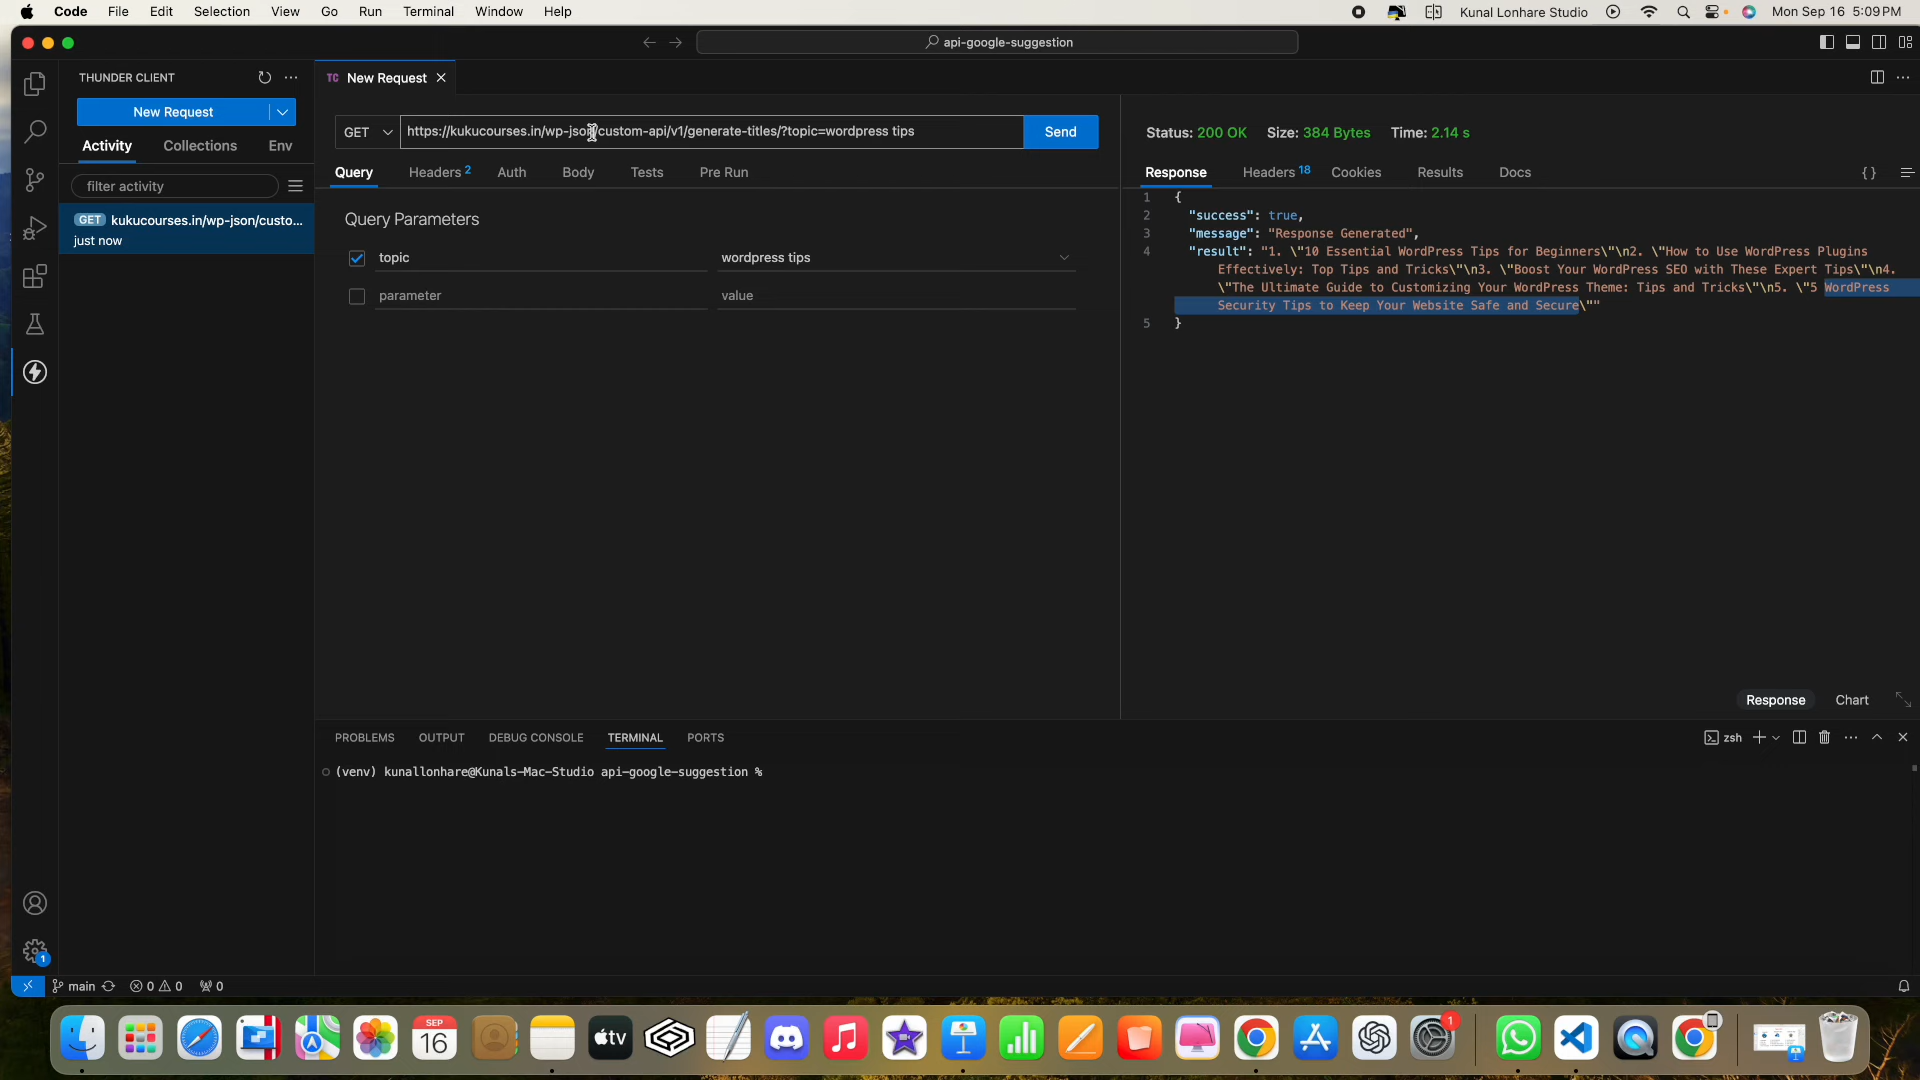 Code File Edit Selection View Go Run Terminal Window Help
Kunal Lonhare Studio Mon Sep 16 5:09 PM
api-google-suggestion
THUNDER CLIENT
New Request
Activity Collections Env
filter activity
GET kukucourses.in/wp-json/custo...
just now
TC New Request
GET https://kukucourses.in/wp-json/custom-api/v1/generate-titles/?topic=wordpress tips Send
Query Headers 2 Auth Body Tests Pre Run
Query Parameters
topic wordpress tips
parameter value
Status: 200 OK Size: 384 Bytes Time: 2.14 s
Response Headers 18 Cookies Results Docs { }
1 {
2 "success": true,
3 "message": "Response Generated",
4 "result": "1. \"10 Essential WordPress Tips for Beginners\"\n2. \"How to Use WordPress Plugins
Effectively: Top Tips and Tricks\"\n3. \"Boost Your WordPress SEO with These Expert Tips\"\n4.
\"The Ultimate Guide to Customizing Your WordPress Theme: Tips and Tricks\"\n5. \"5 WordPress
Security Tips to Keep Your Website Safe and Secure\""
5 }
Response Chart
PROBLEMS OUTPUT DEBUG CONSOLE TERMINAL PORTS
zsh
(venv) kunallonhare@Kunals-Mac-Studio api-google-suggestion %
1
main 0 0 0
SEP
16
tv
1